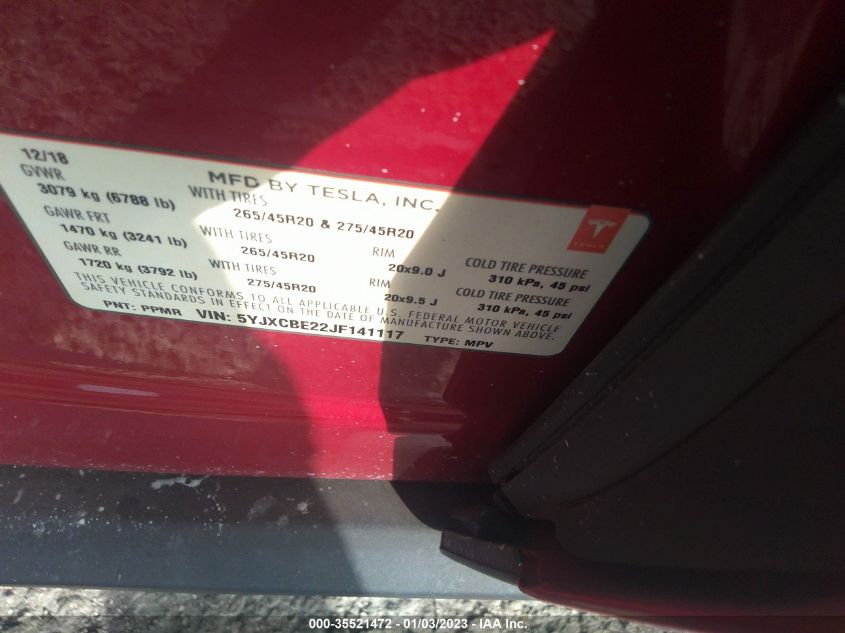 12/18 MFD BY TESLA, INC.
GVWR WITH TIRES
3079 kg (6788 lb) 265/45R20 & 275/45R20
GAWR FRT WITH TIRES RIM COLD TIRE PRESSURE
1470 kg (3241 lb) 265/45R20 20x9.0 J 310 kPa, 45 psi
GAWR RR WITH TIRES RIM COLD TIRE PRESSURE
1720 kg (3792 lb) 275/45R20 20x9.5 J 310 kPa, 45 psi
THIS VEHICLE CONFORMS TO ALL APPLICABLE U.S. FEDERAL MOTOR VEHICLE
SAFETY STANDARDS IN EFFECT ON THE DATE OF MANUFACTURE SHOWN ABOVE.
PNT: PPMR VIN: 5YJXCBE22JF141117 TYPE: MPV
TESLA
000-35521472 — 01/03/2023 — IAA Inc.